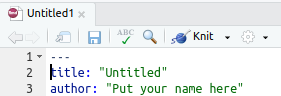 Untitled1
ABC
Knit
1 ---
2 title: "Untitled"
3 author: "Put your name here"